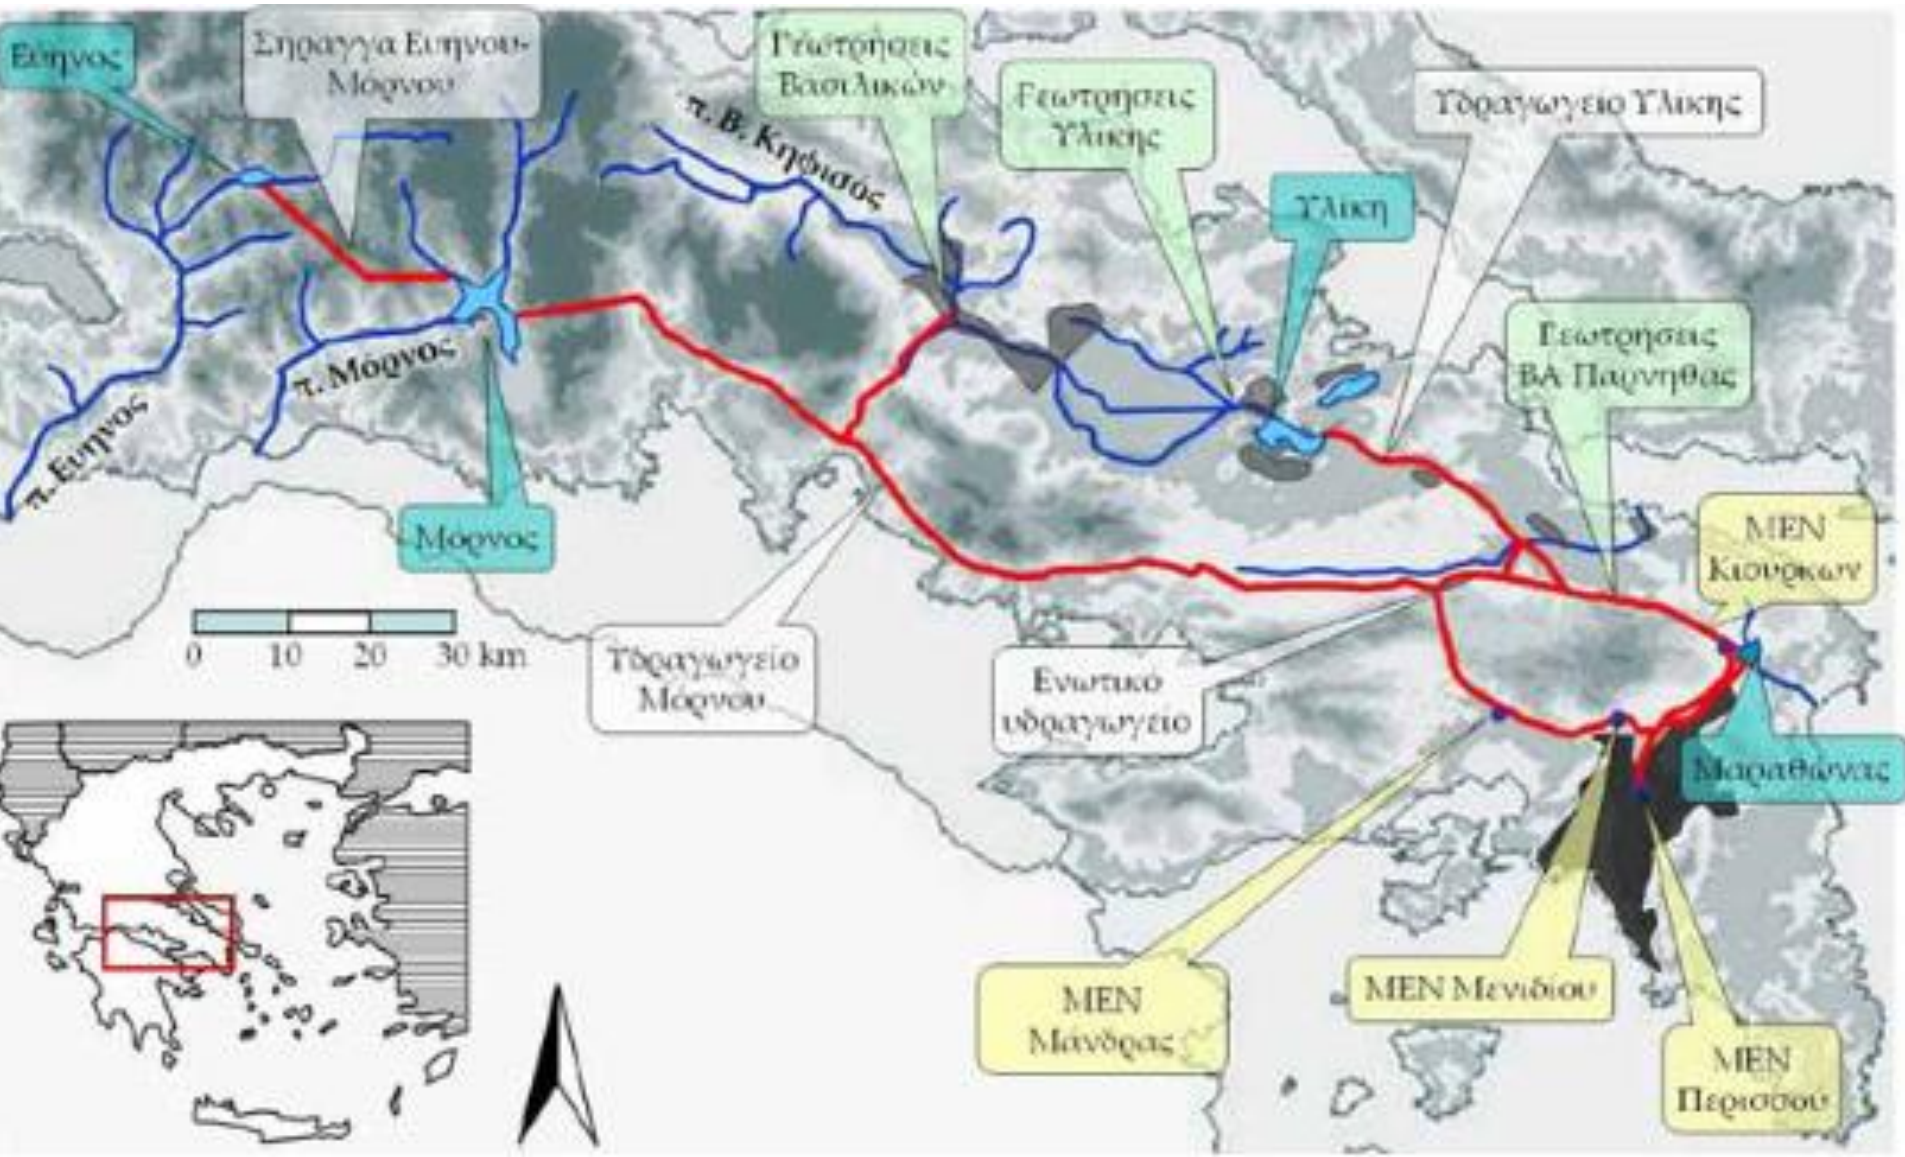 Εύηνος
Σήραγγα Ευήνου-
Μόρνου
Γεωτρήσεις
Βασιλικών
Γεωτρήσεις
Υλίκης
Υδραγωγείο Υλίκης
π. Β. Κηφισός
Υλίκη
Γεωτρήσεις
ΒΑ Πάρνηθας
π. Μόρνος
π. Εύηνος
Μόρνος
ΜΕΝ
Κιούρκων
0 10 20 30 km
Υδραγωγείο
Μόρνου
Ενωτικό
υδραγωγείο
Μαραθώνας
ΜΕΝ
Μάνδρας
ΜΕΝ Μενιδίου
ΜΕΝ
Περισσού